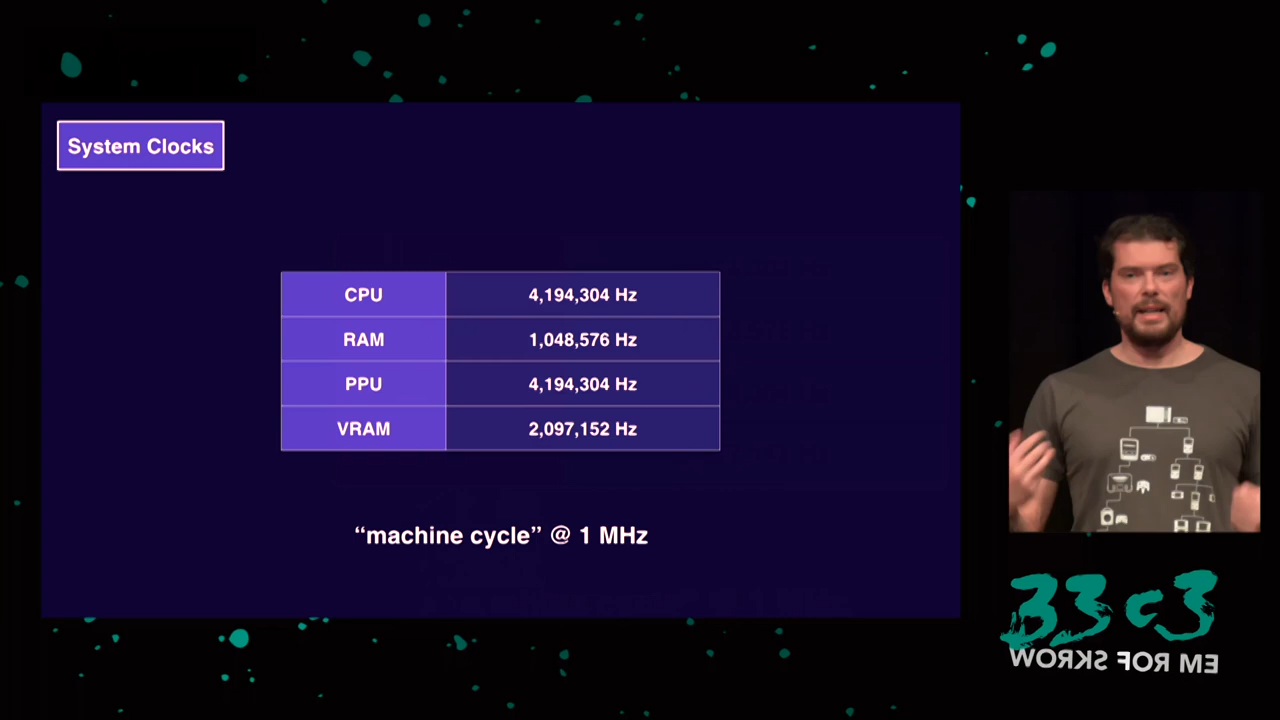 System Clocks
CPU 4,194,304 Hz
RAM 1,048,576 Hz
PPU 4,194,304 Hz
VRAM 2,097,152 Hz
“machine cycle” @ 1 MHz
33c3
WORKS FOR ME